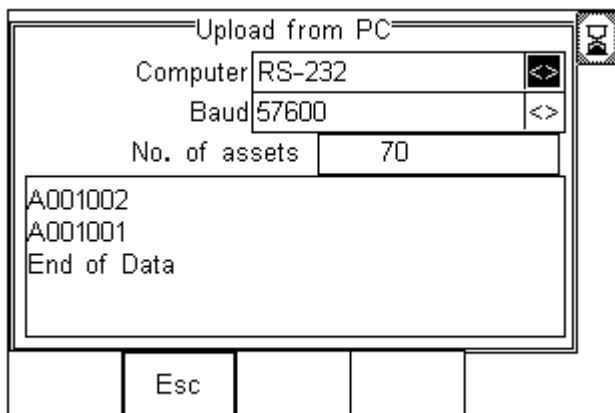 Upload from PC
Computer RS-232 <>
Baud 57600 <>
No. of assets 70
A001002
A001001
End of Data
Esc